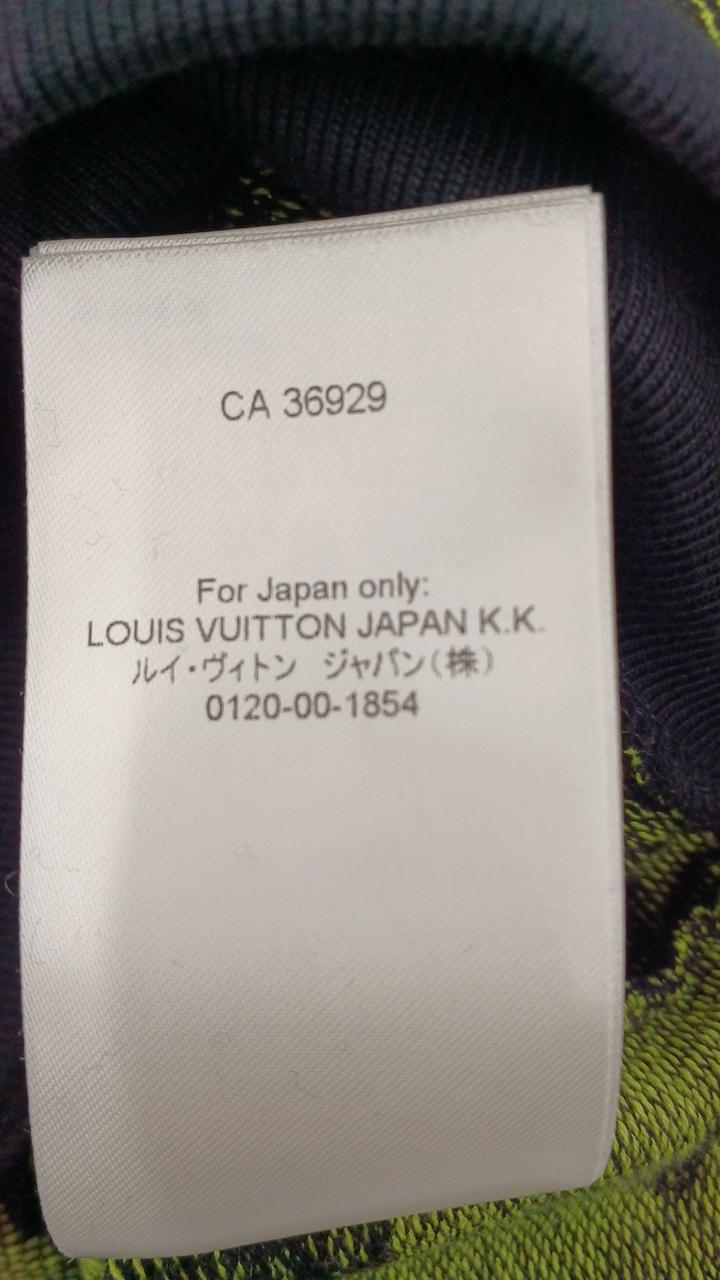 CA 36929
For Japan only:
LOUIS VUITTON JAPAN K.K.
ルイ・ヴィトン ジャパン(株)
0120-00-1854